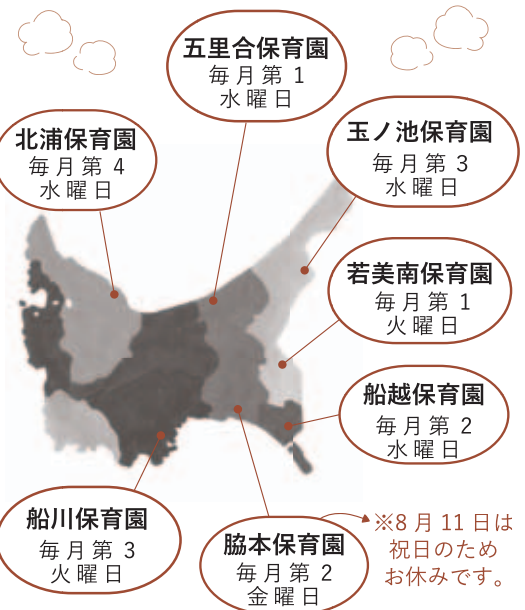 五里合保育園
毎月第1
水曜日
北浦保育園
毎月第4
水曜日
玉ノ池保育園
毎月第3
水曜日
若美南保育園
毎月第1
火曜日
船越保育園
毎月第2
水曜日
船川保育園
毎月第3
火曜日
脇本保育園
毎月第2
金曜日
※8月11日は
祝日のため
お休みです。